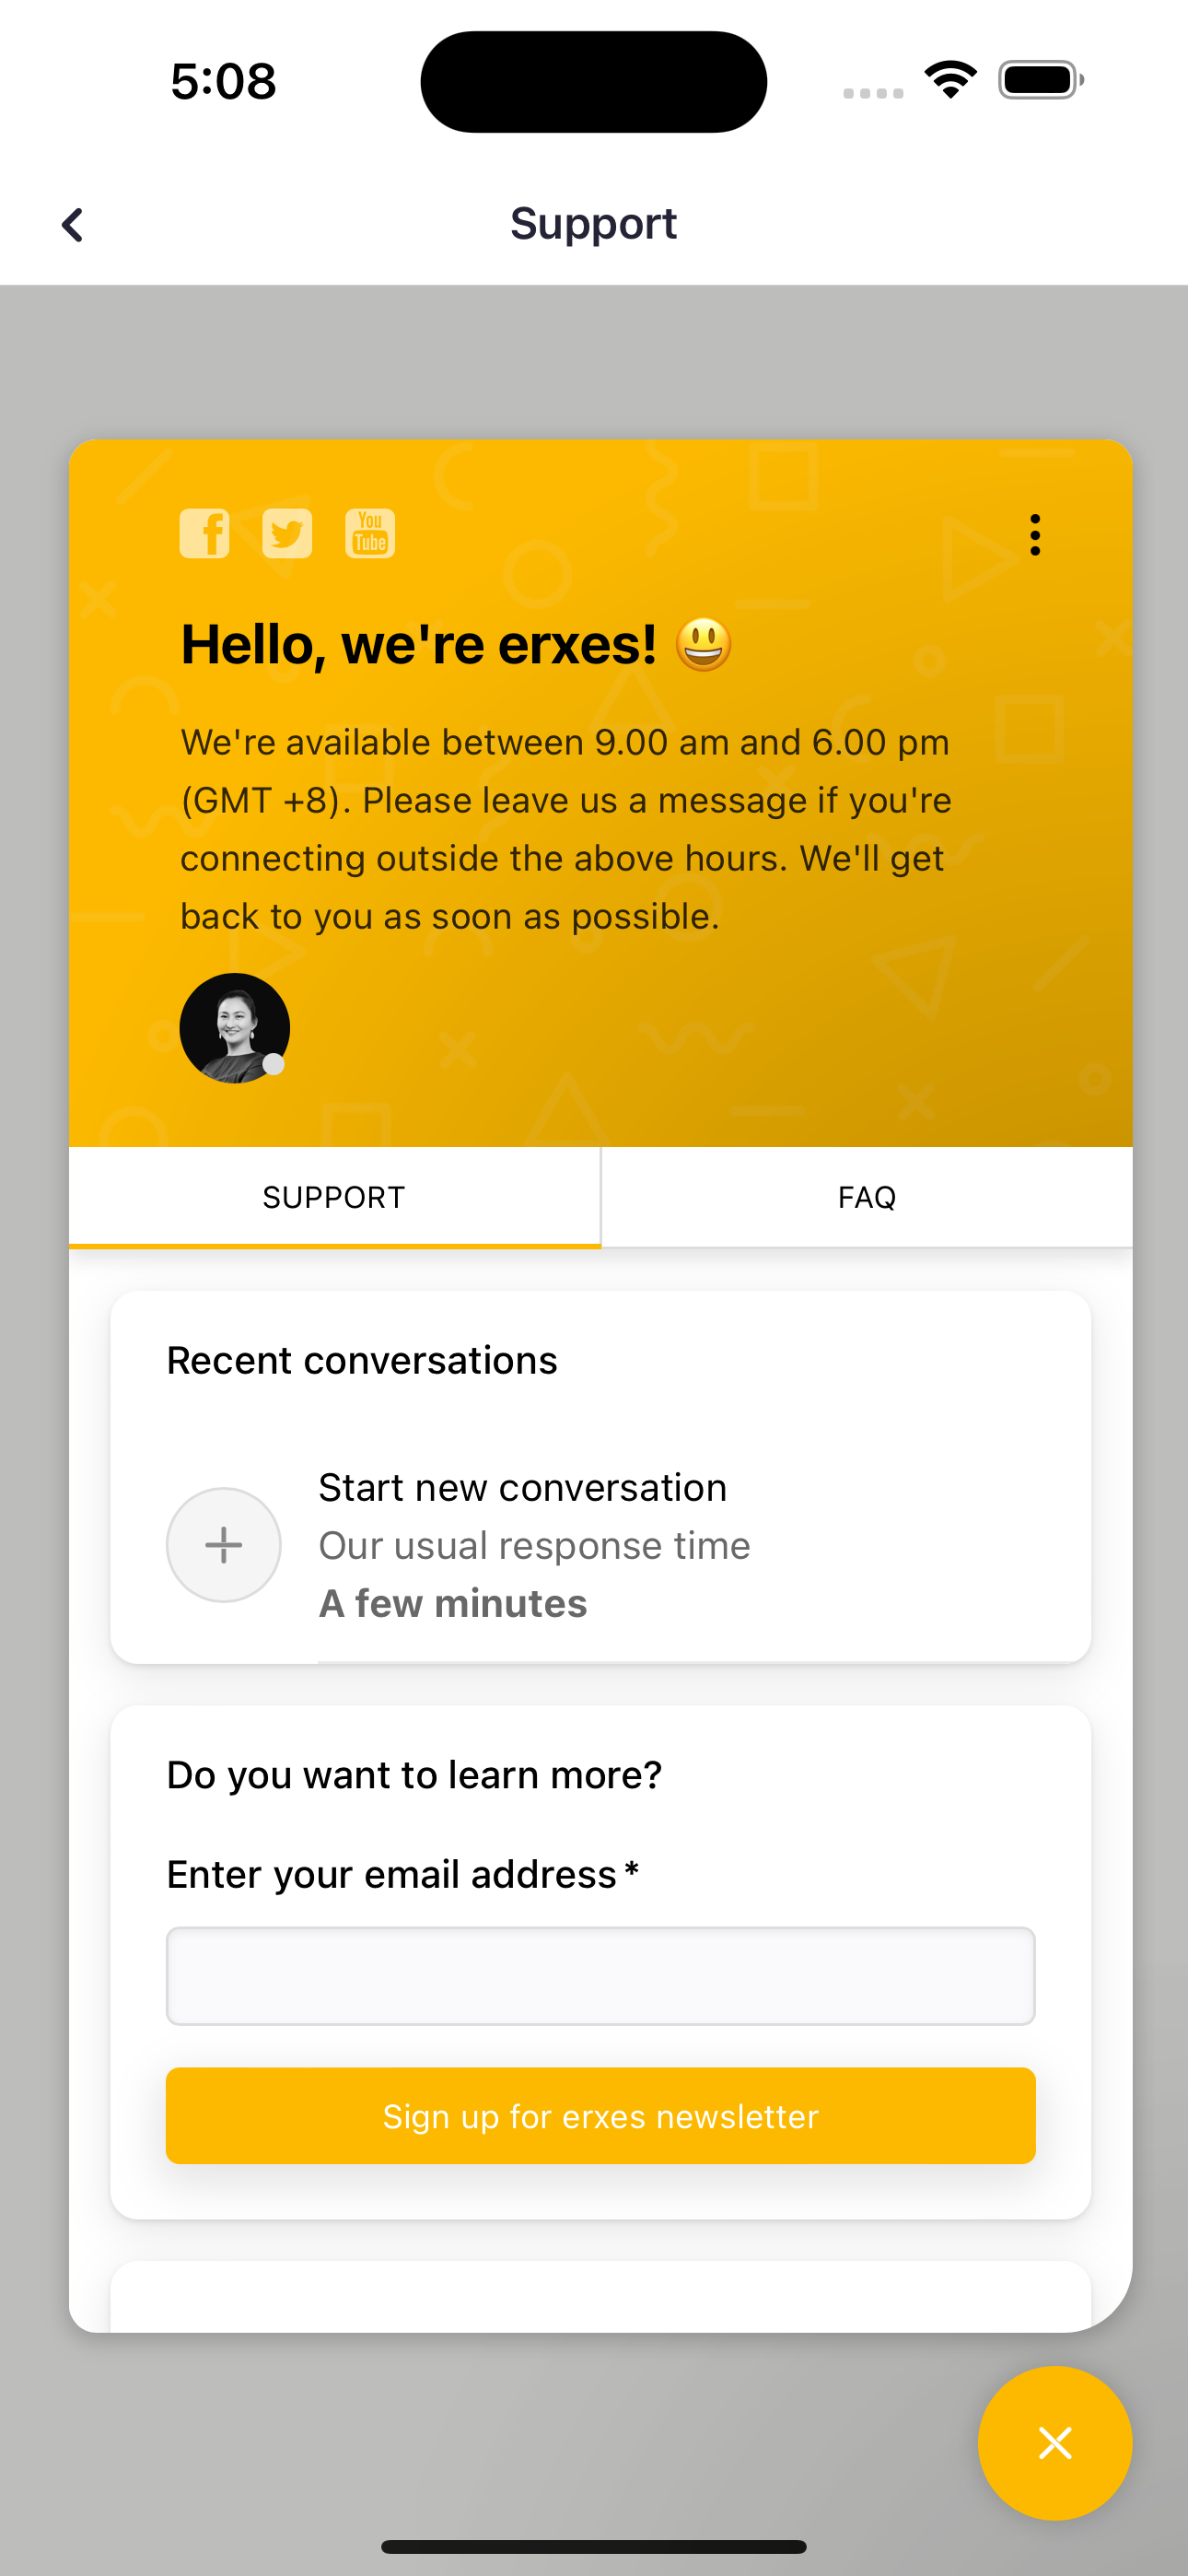 5:08
Support
You
Tube
Hello, we're erxes! 😃
We're available between 9.00 am and 6.00 pm
(GMT +8). Please leave us a message if you're
connecting outside the above hours. We'll get
back to you as soon as possible.
SUPPORT
FAQ
Recent conversations
Start new conversation
Our usual response time
A few minutes
Do you want to learn more?
Enter your email address *
Sign up for erxes newsletter